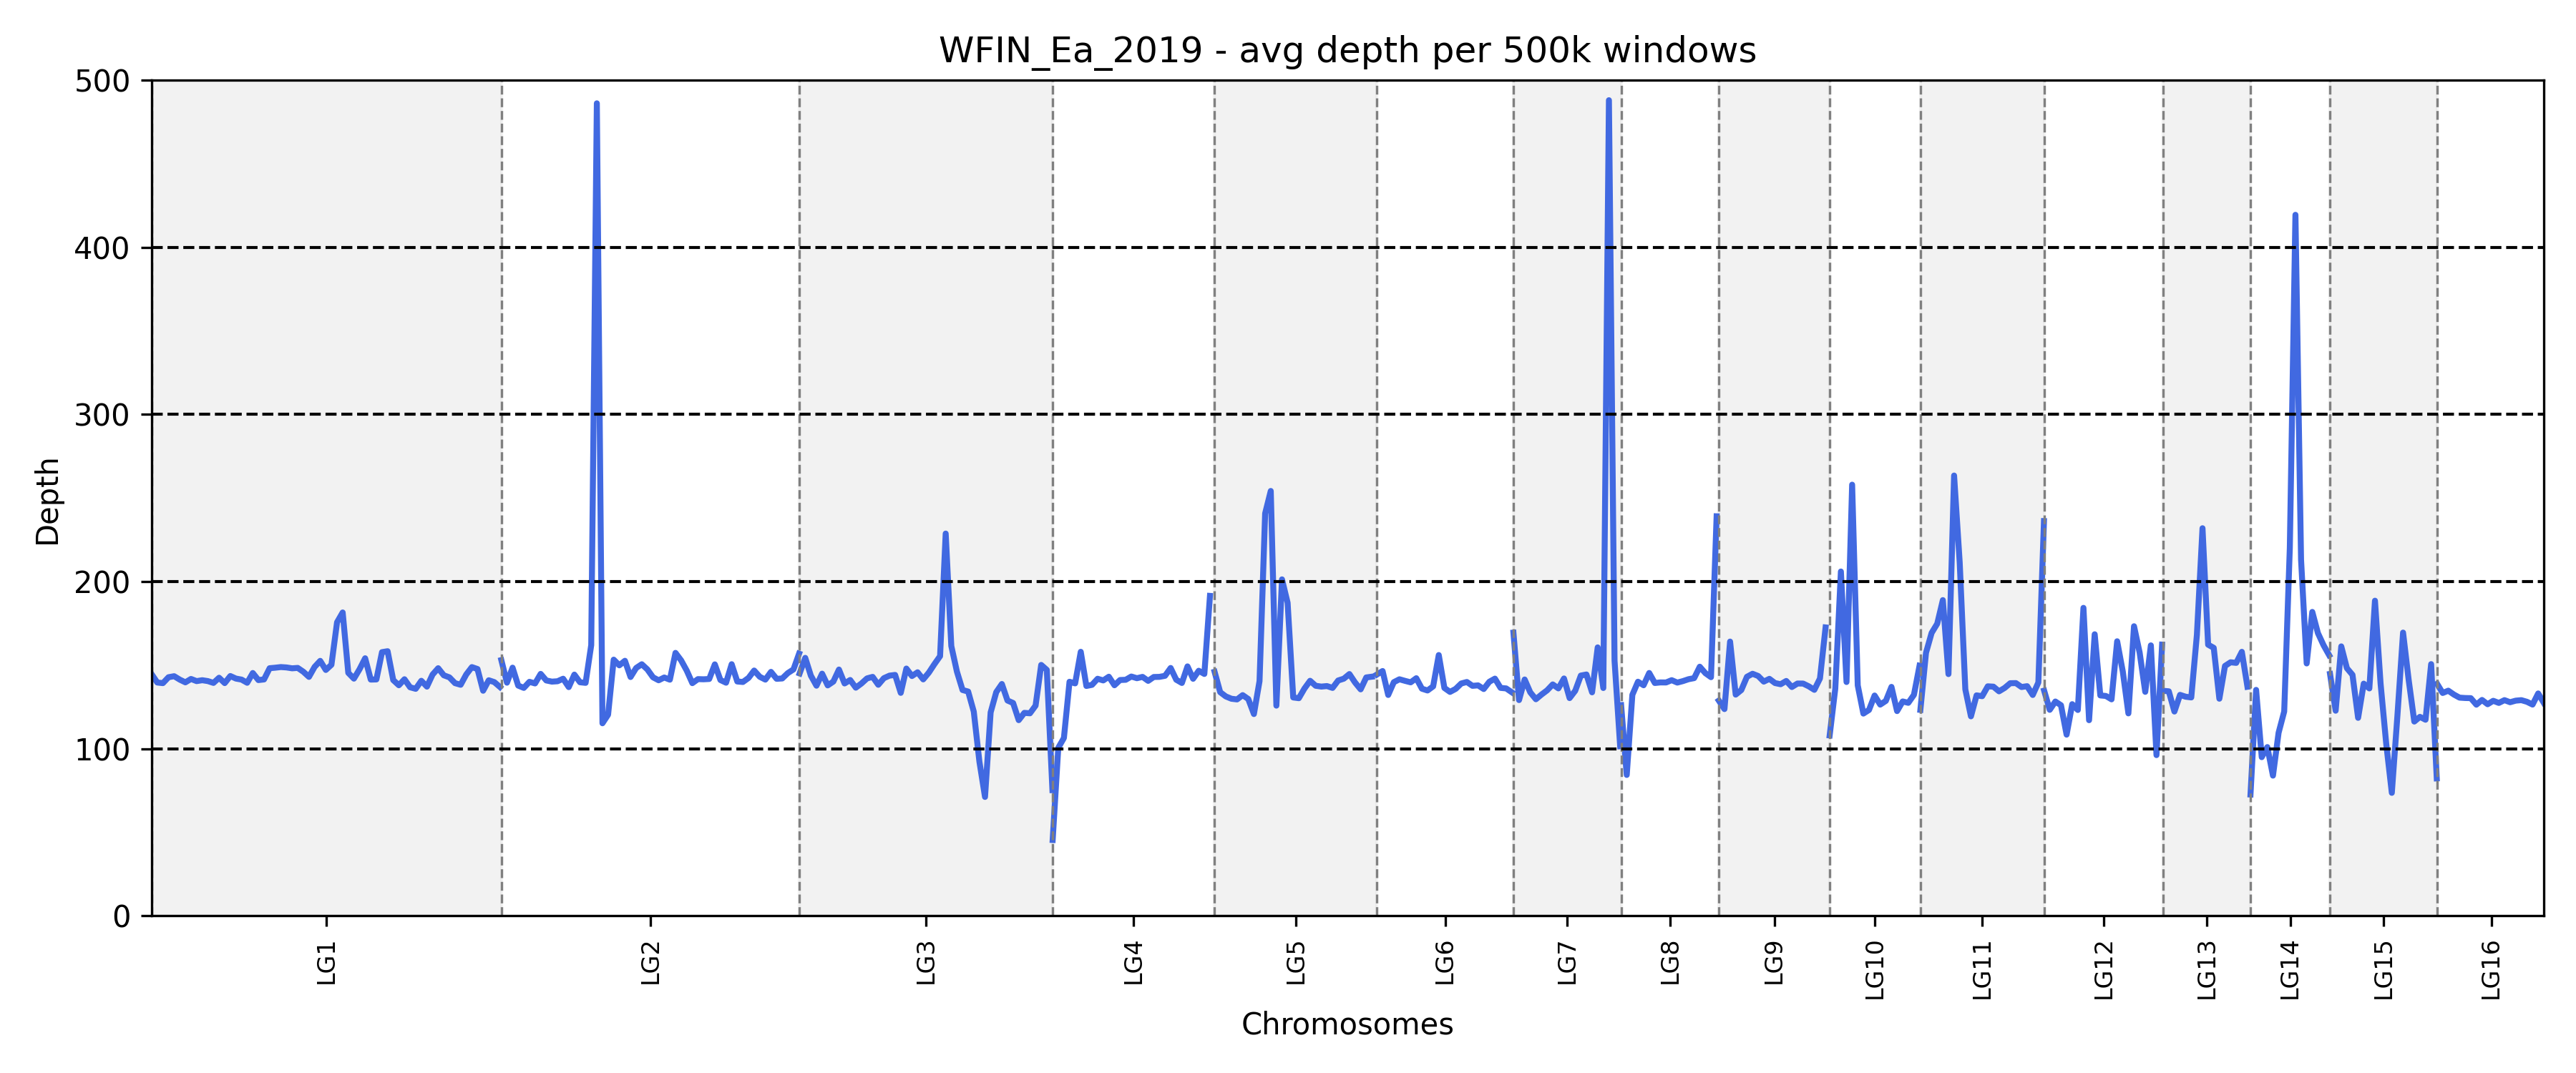 WFIN_Ea_2019 - avg depth per 500k windows
500
400
300
200
100
0
Depth
LG1
LG2
LG3
LG4
LG5
LG6
LG7
LG8
LG9
LG10
LG11
LG12
LG13
LG14
LG15
LG16
Chromosomes